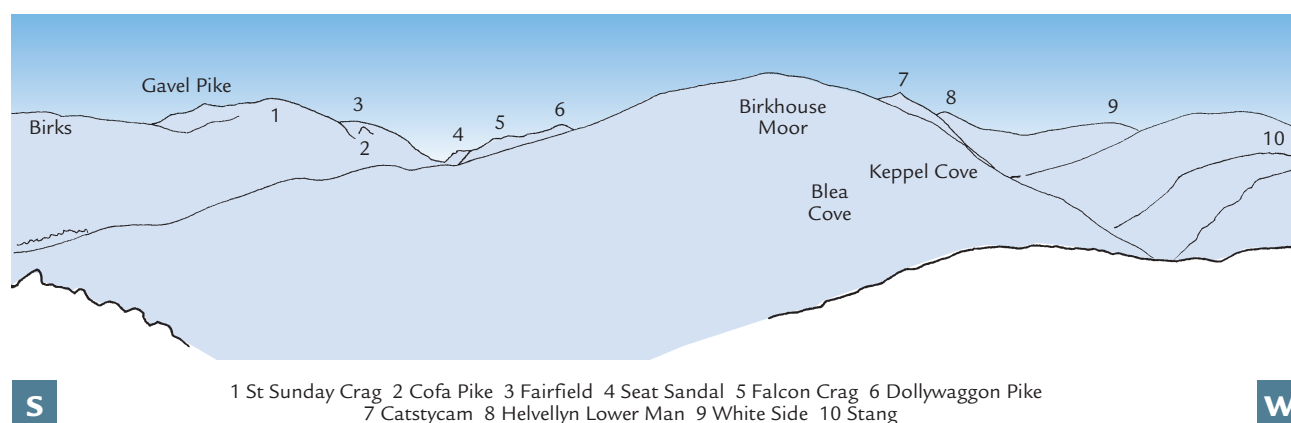 Gavel Pike
Birks
1
3
2
4
5
6
Birkhouse
Moor
7
8
9
10
Keppel Cove
Blea
Cove
S
1 St Sunday Crag 2 Cofa Pike 3 Fairfield 4 Seat Sandal 5 Falcon Crag 6 Dollywaggon Pike
7 Catstycam 8 Helvellyn Lower Man 9 White Side 10 Stang
W